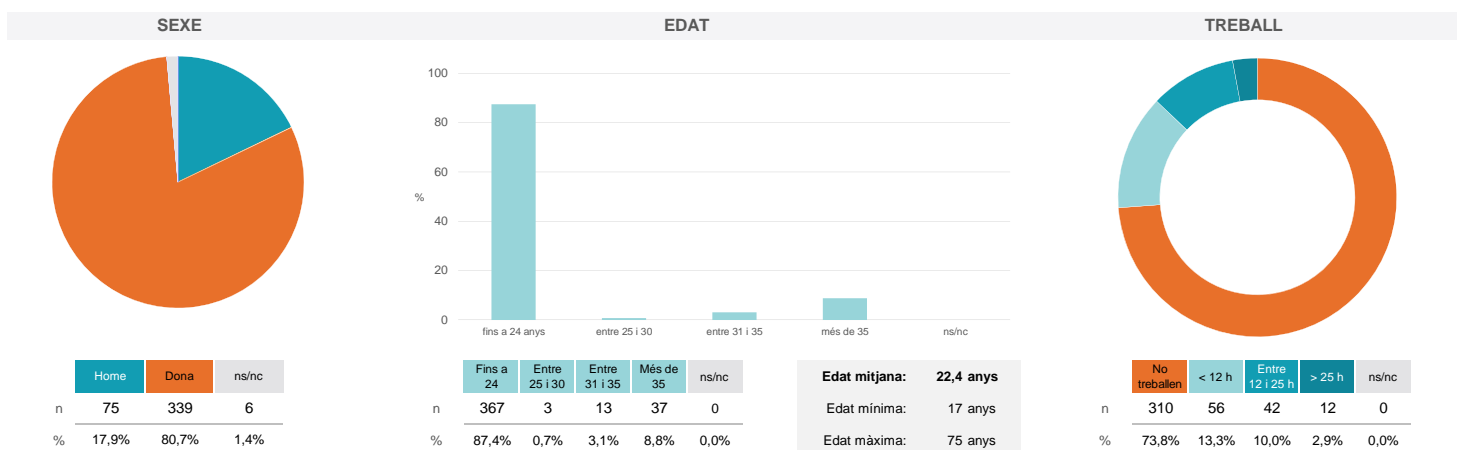 SEXE
EDAT
TREBALL
100
80
60
%
40
20
0
fins a 24 anys
entre 25 i 30
entre 31 i 35
més de 35
ns/nc
Home Dona ns/nc
n 75 339 6
% 17,9% 80,7% 1,4%
Fins a Entre Entre Més de
24 25 i 30 31 i 35 35 ns/nc
n 367 3 13 37 0
% 87,4% 0,7% 3,1% 8,8% 0,0%
Edat mitjana: 22,4 anys
Edat mínima: 17 anys
Edat màxima: 75 anys
No Entre
treballen < 12 h 12 i 25 h > 25 h ns/nc
n 310 56 42 12 0
% 73,8% 13,3% 10,0% 2,9% 0,0%